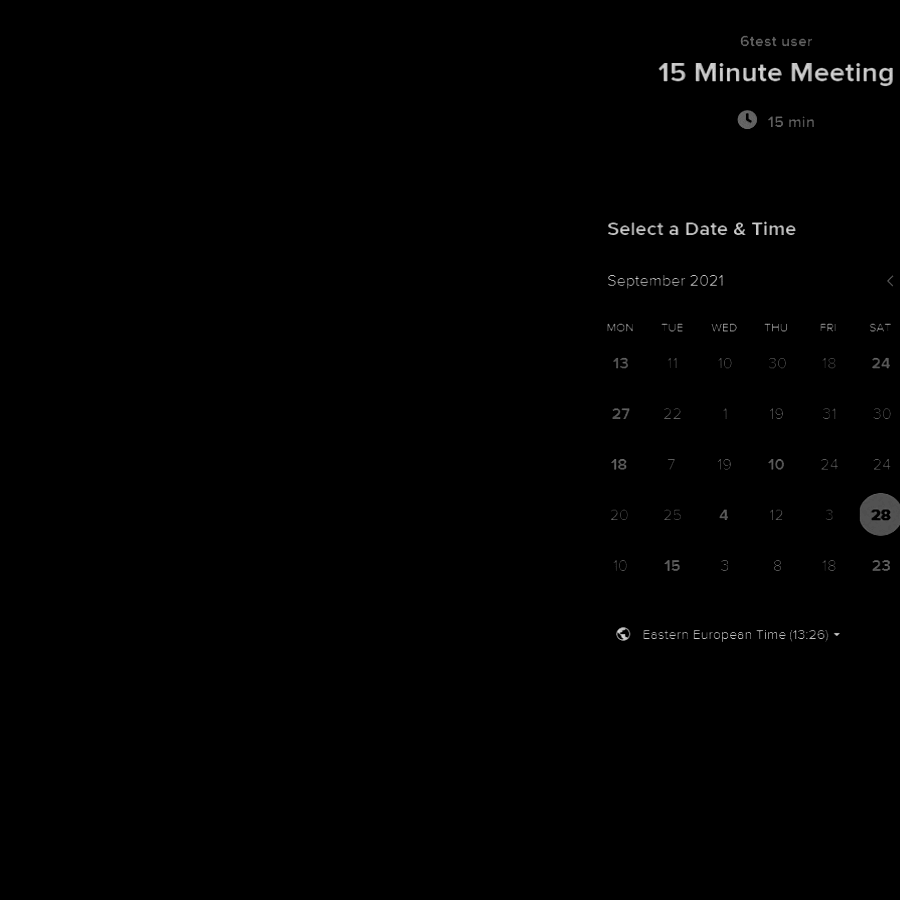 6test user
15 Minute Meeting
15 min
Select a Date & Time
September 2021
MON TUE WED THU FRI SAT
13 11 10 30 18 24
27 22 1 19 31 30
18 7 19 10 24 24
20 25 4 12 3 28
10 15 3 8 18 23
Eastern European Time (13:26)